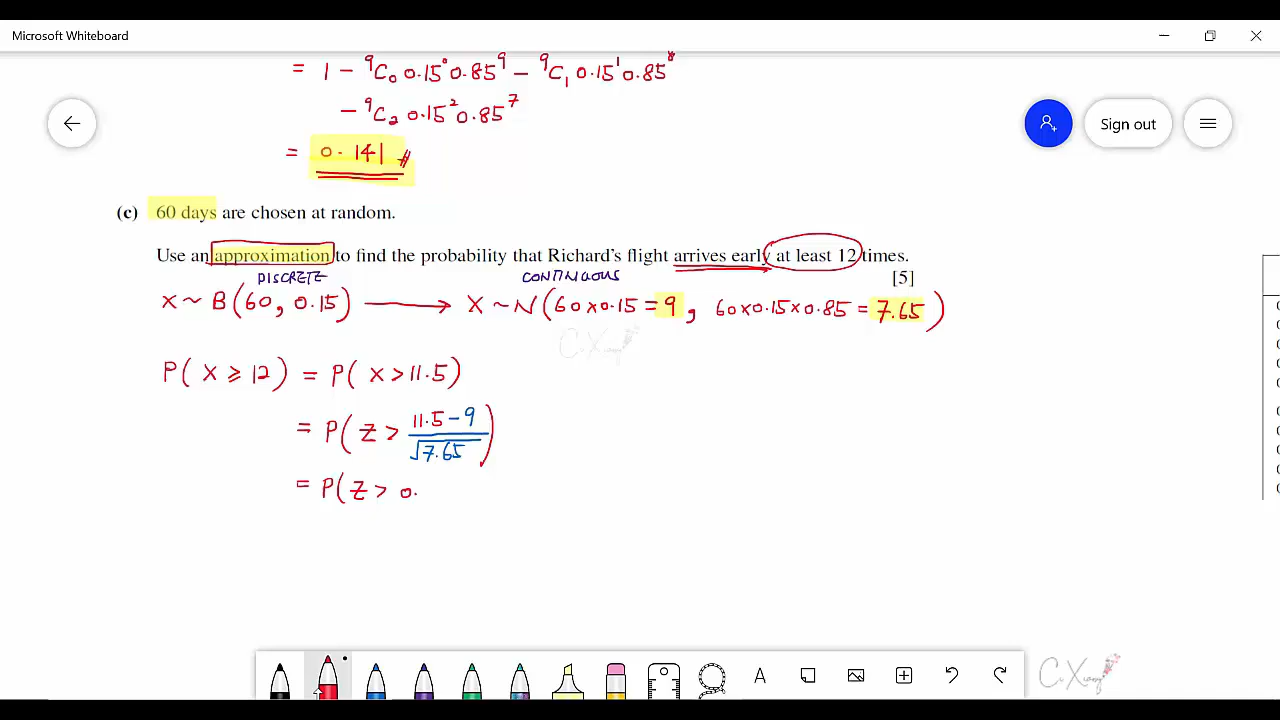 Microsoft Whiteboard
= 1 − ⁹C₀ 0.15⁰ 0.85⁹ − ⁹C₁ 0.15¹ 0.85⁸
− ⁹C₂ 0.15² 0.85⁷
= 0.141
Sign out
(c) 60 days are chosen at random.
Use an approximation to find the probability that Richard's flight arrives early at least 12 times.
[5]
DISCRETE CONTINUOUS
X ~ B(60, 0.15) → X ~ N(60×0.15 = 9, 60×0.15×0.85 = 7.65)
C.Xiang
P(X ⩾ 12) = P(X > 11.5)
= P(Z > (11.5 − 9)/√7.65)
= P(Z > 0.
A
C.Xiang